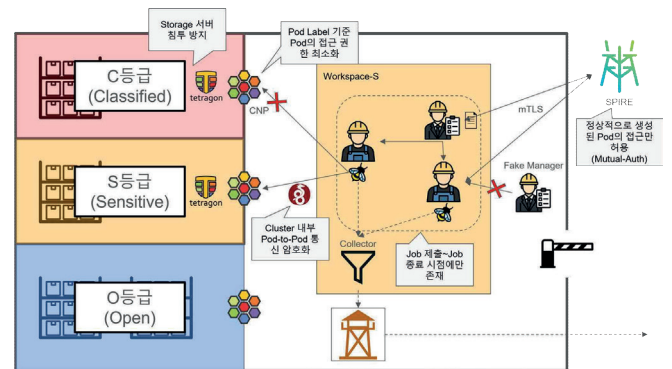 Storage 서버
침투 방지
Pod Label 기준
Pod의 접근 권
한 최소화
C등급
(Classified)
tetragon
CNP
Workspace-S
mTLS
SPIRE
정상적으로 생성
된 Pod의 접근만
허용
(Mutual-Auth)
S등급
(Sensitive)
tetragon
Fake Manager
Cluster 내부
Pod-to-Pod 통
신 암호화
Collector
Job 제출~Job
종료 시점에만
존재
O등급
(Open)